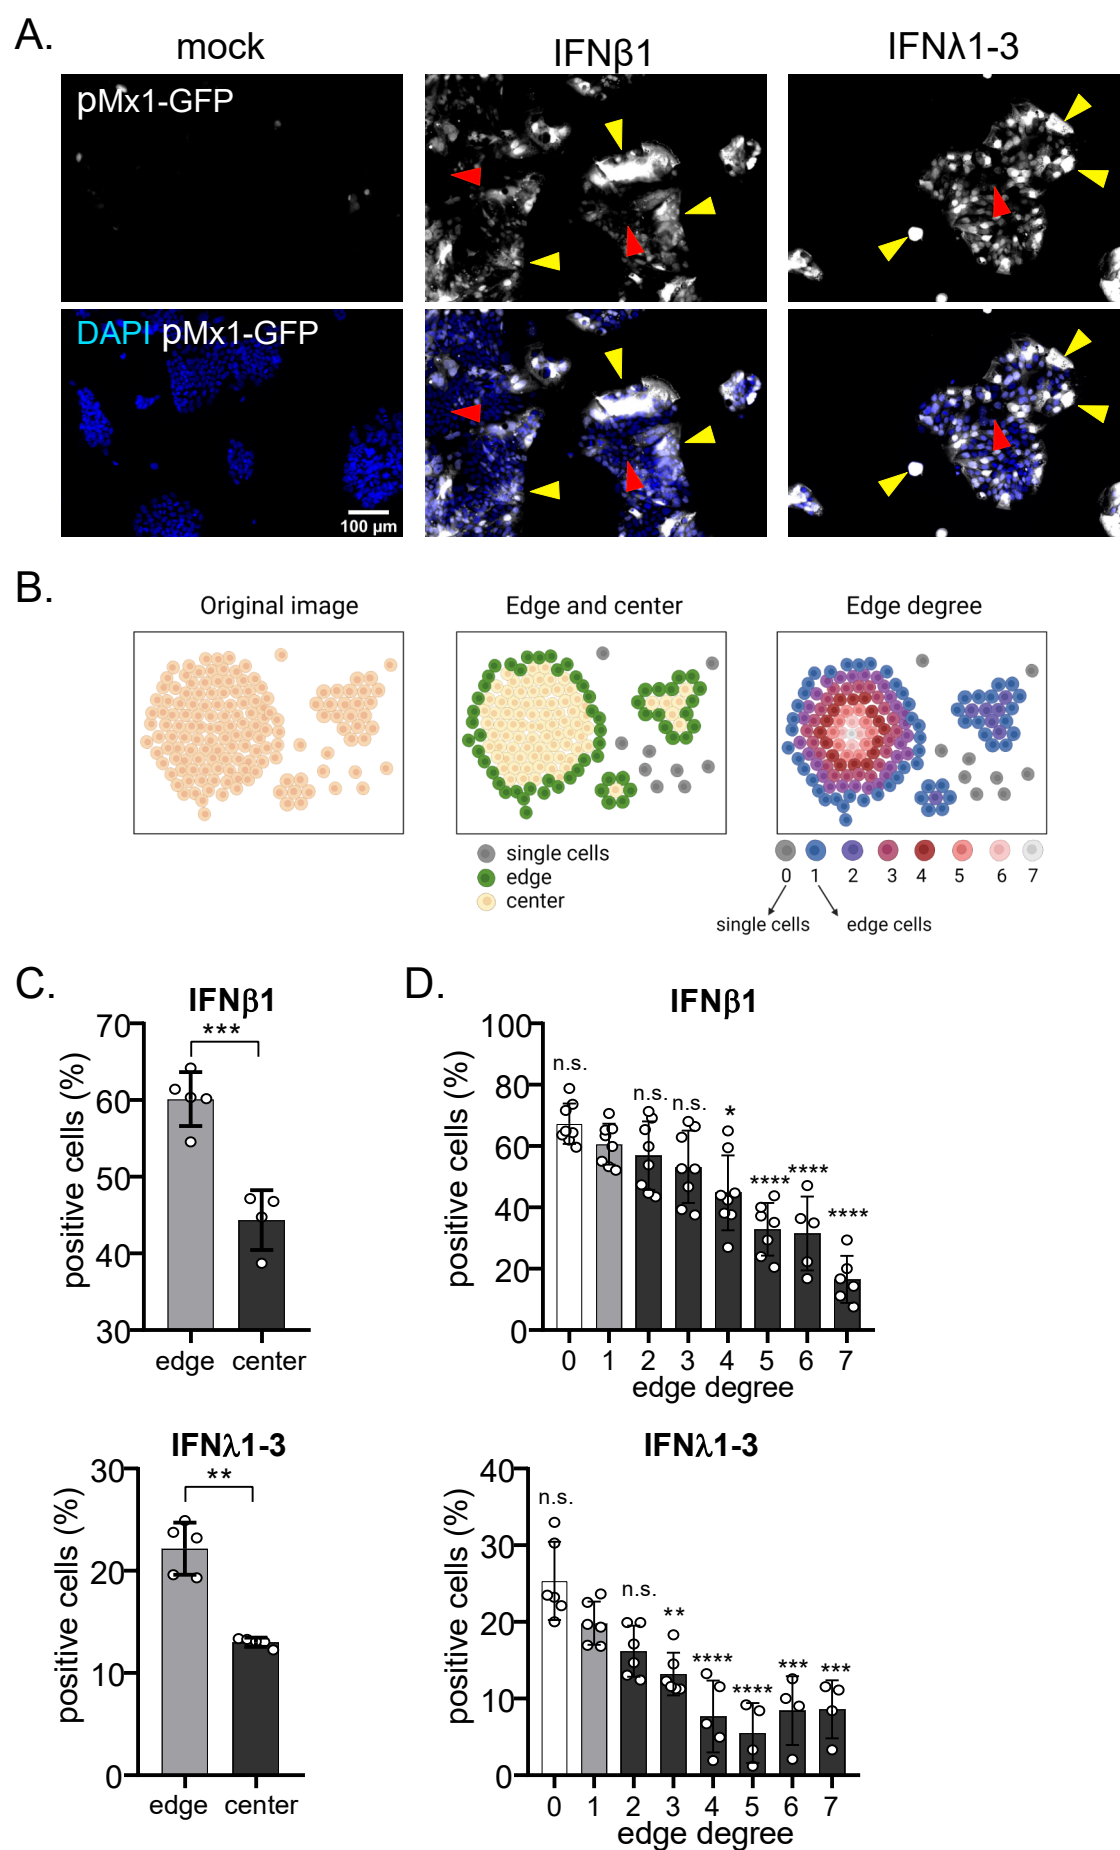 A.
mock
IFNβ1
IFNλ1-3
pMx1-GFP
DAPI pMx1-GFP
100 µm
B.
Original image
Edge and center
Edge degree
single cells
edge
center
0 1 2 3 4 5 6 7
single cells
edge cells
C.
IFNβ1
positive cells (%)
70
60
50
40
30
***
edge center
IFNλ1-3
positive cells (%)
30
20
10
0
**
edge center
D.
IFNβ1
positive cells (%)
100
80
60
40
20
0
n.s. n.s. n.s. * **** **** ****
0 1 2 3 4 5 6 7
edge degree
IFNλ1-3
positive cells (%)
40
30
20
10
0
n.s. n.s. ** **** **** *** ***
0 1 2 3 4 5 6 7
edge degree